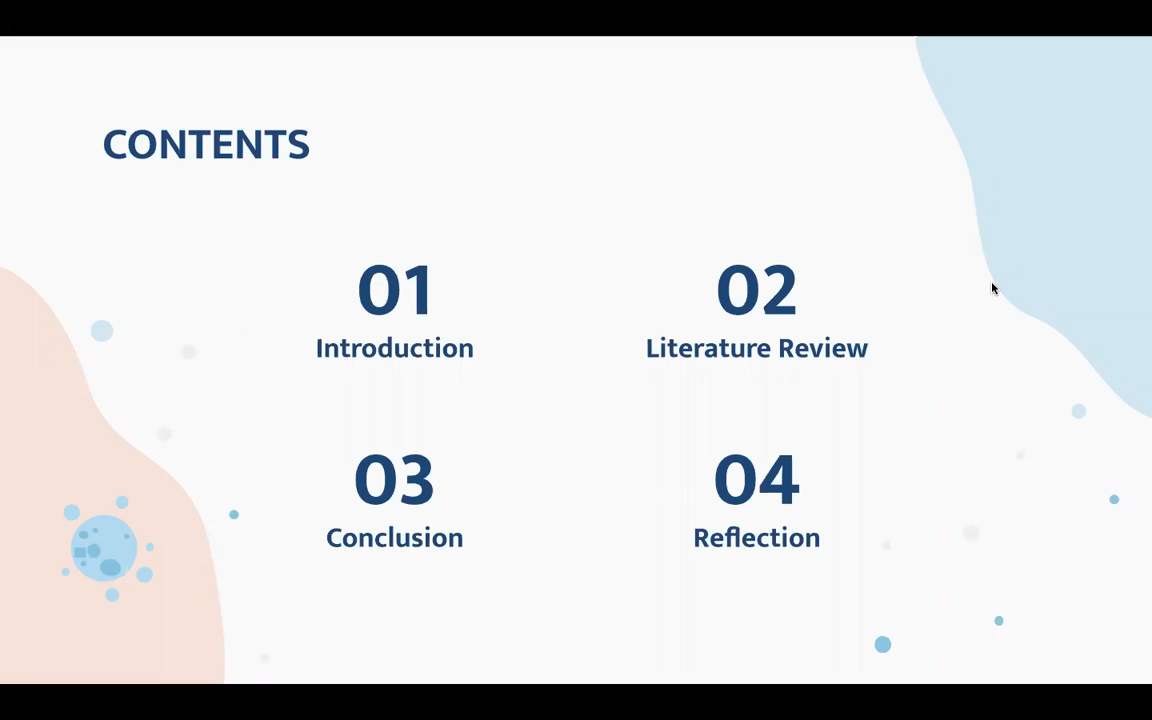 CONTENTS
01
Introduction
02
Literature Review
03
Conclusion
04
Reflection